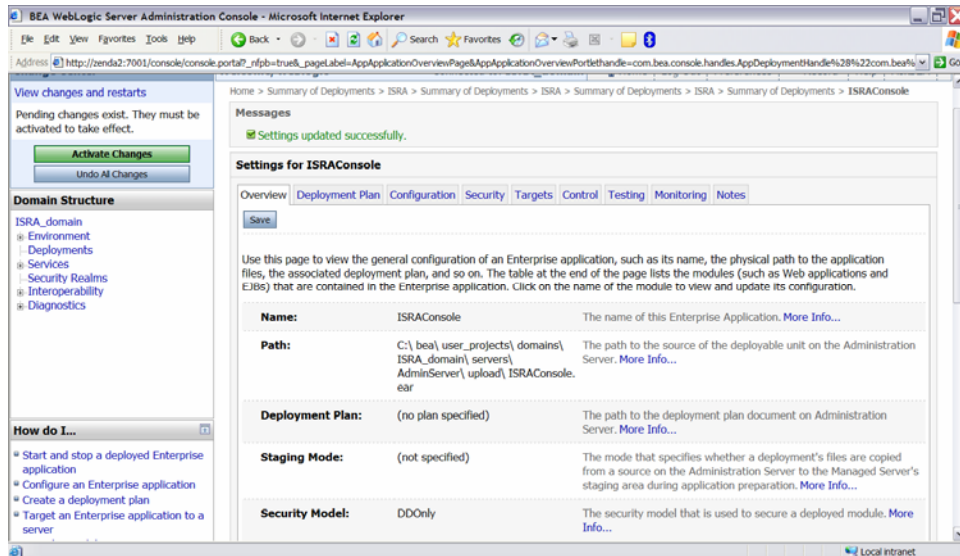 BEA WebLogic Server Administration Console - Microsoft Internet Explorer
File Edit View Favorites Tools Help
Back Search Favorites
Address http://zenda2:7001/console/console.portal?_nfpb=true&_pageLabel=AppApplicationOverviewPage&AppApplicationOverviewPortlethandle=com.bea.console.handles.AppDeploymentHandle%28%22com.bea% Go
View changes and restarts
Pending changes exist. They must be
activated to take effect.
Activate Changes
Undo All Changes
Domain Structure
ISRA_domain
Environment
Deployments
Services
Security Realms
Interoperability
Diagnostics
How do I...
Start and stop a deployed Enterprise
application
Configure an Enterprise application
Create a deployment plan
Target an Enterprise application to a
server
Home > Summary of Deployments > ISRA > Summary of Deployments > ISRA > Summary of Deployments > ISRA > Summary of Deployments > ISRAConsole
Messages
Settings updated successfully.
Settings for ISRAConsole
Overview Deployment Plan Configuration Security Targets Control Testing Monitoring Notes
Save
Use this page to view the general configuration of an Enterprise application, such as its name, the physical path to the application
files, the associated deployment plan, and so on. The table at the end of the page lists the modules (such as Web applications and
EJBs) that are contained in the Enterprise application. Click on the name of the module to view and update its configuration.
Name: ISRAConsole The name of this Enterprise Application. More Info...
Path: C:\ bea\ user_projects\ domains\ The path to the source of the deployable unit on the Administration
ISRA_domain\ servers\ Server. More Info...
AdminServer\ upload\ ISRAConsole.
ear
Deployment Plan: (no plan specified) The path to the deployment plan document on Administration
Server. More Info...
Staging Mode: (not specified) The mode that specifies whether a deployment's files are copied
from a source on the Administration Server to the Managed Server's
staging area during application preparation. More Info...
Security Model: DDOnly The security model that is used to secure a deployed module. More
Info...
Local intranet